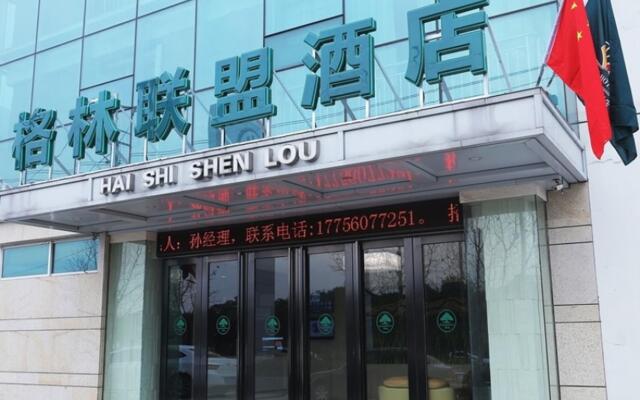 格林联盟酒店
HAI SHI SHEN LOU
人：孙经理，联系电话:17756077251。 招